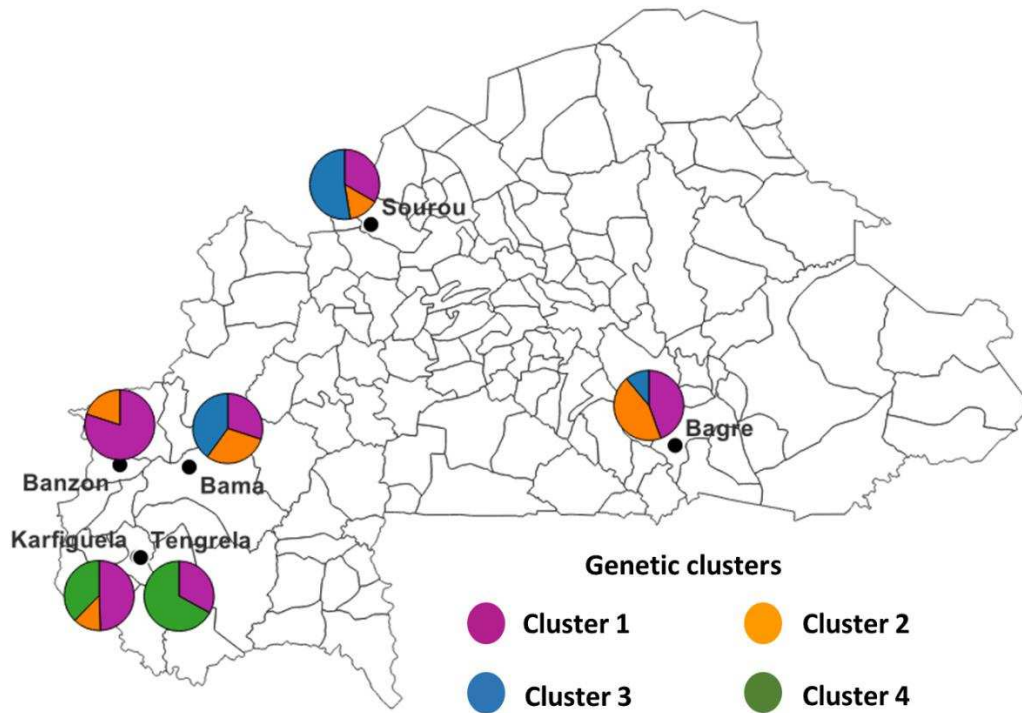 Sourou
Bagre
Banzon
Bama
Karfiguela Tengrela
Genetic clusters
Cluster 1
Cluster 2
Cluster 3
Cluster 4